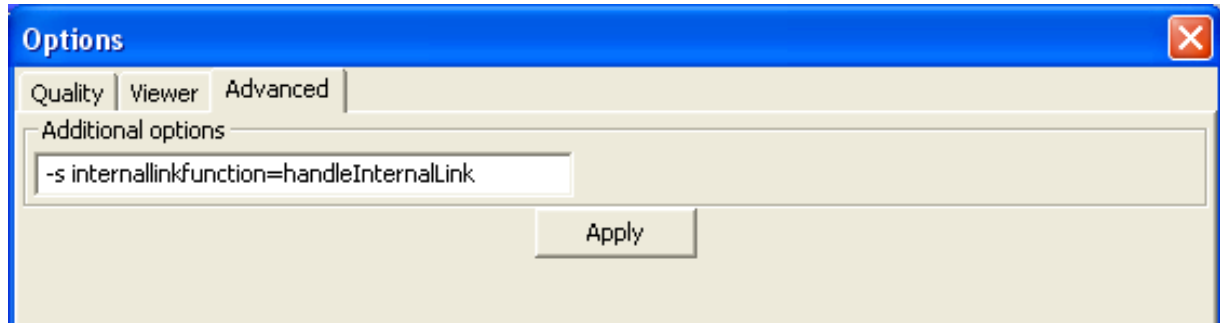 Options
Quality Viewer Advanced
Additional options
-s internallinkfunction=handleInternalLink
Apply